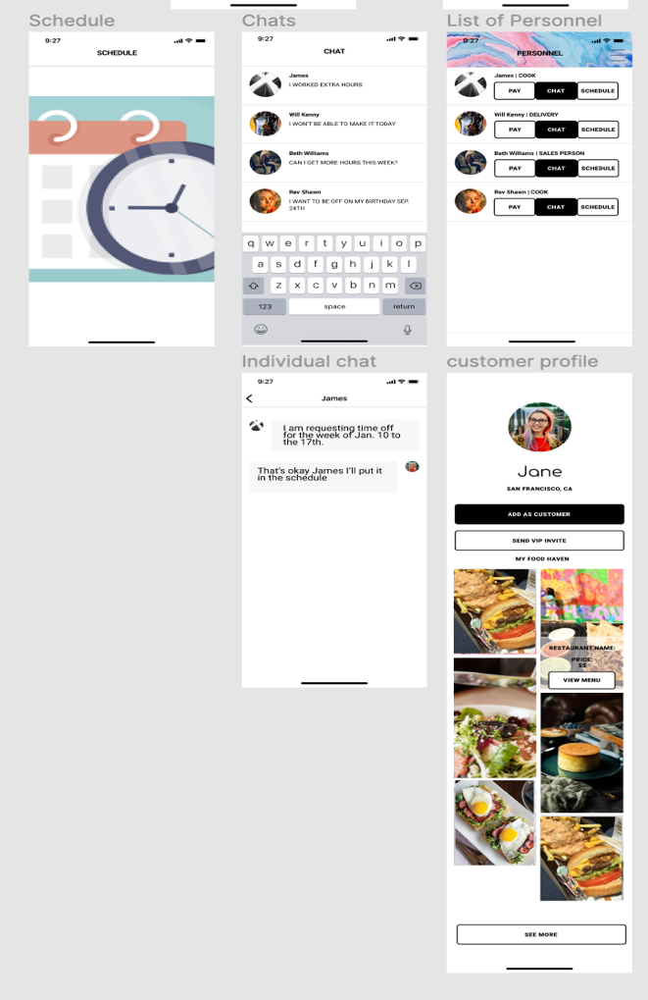 Schedule
9:27
SCHEDULE
Chats
9:27
CHAT
James
I WORKED EXTRA HOURS
Will Kenny
I WON'T BE ABLE TO MAKE IT TODAY
Beth Williams
CAN I GET MORE HOURS THIS WEEK?
Rev Shawn
I WANT TO BE OFF ON MY BIRTHDAY SEP.
24TH
q w e r t y u i o p
a s d f g h j k l
z x c v b n m
123 space return
List of Personnel
9:27
PERSONNEL
James | COOK
PAY CHAT SCHEDULE
Will Kenny | DELIVERY
PAY CHAT SCHEDULE
Beth Williams | SALES PERSON
PAY CHAT SCHEDULE
Rev Shawn | COOK
PAY CHAT SCHEDULE
Individual chat
9:27
James
I am requesting time off
for the week of Jan. 10 to
the 17th.
That's okay James I'll put it
in the schedule
customer profile
Jane
SAN FRANCISCO, CA
ADD AS CUSTOMER
SEND VIP INVITE
MY FOOD HAVEN
RESTAURANT NAME:
PRICE:
$$
VIEW MENU
SEE MORE